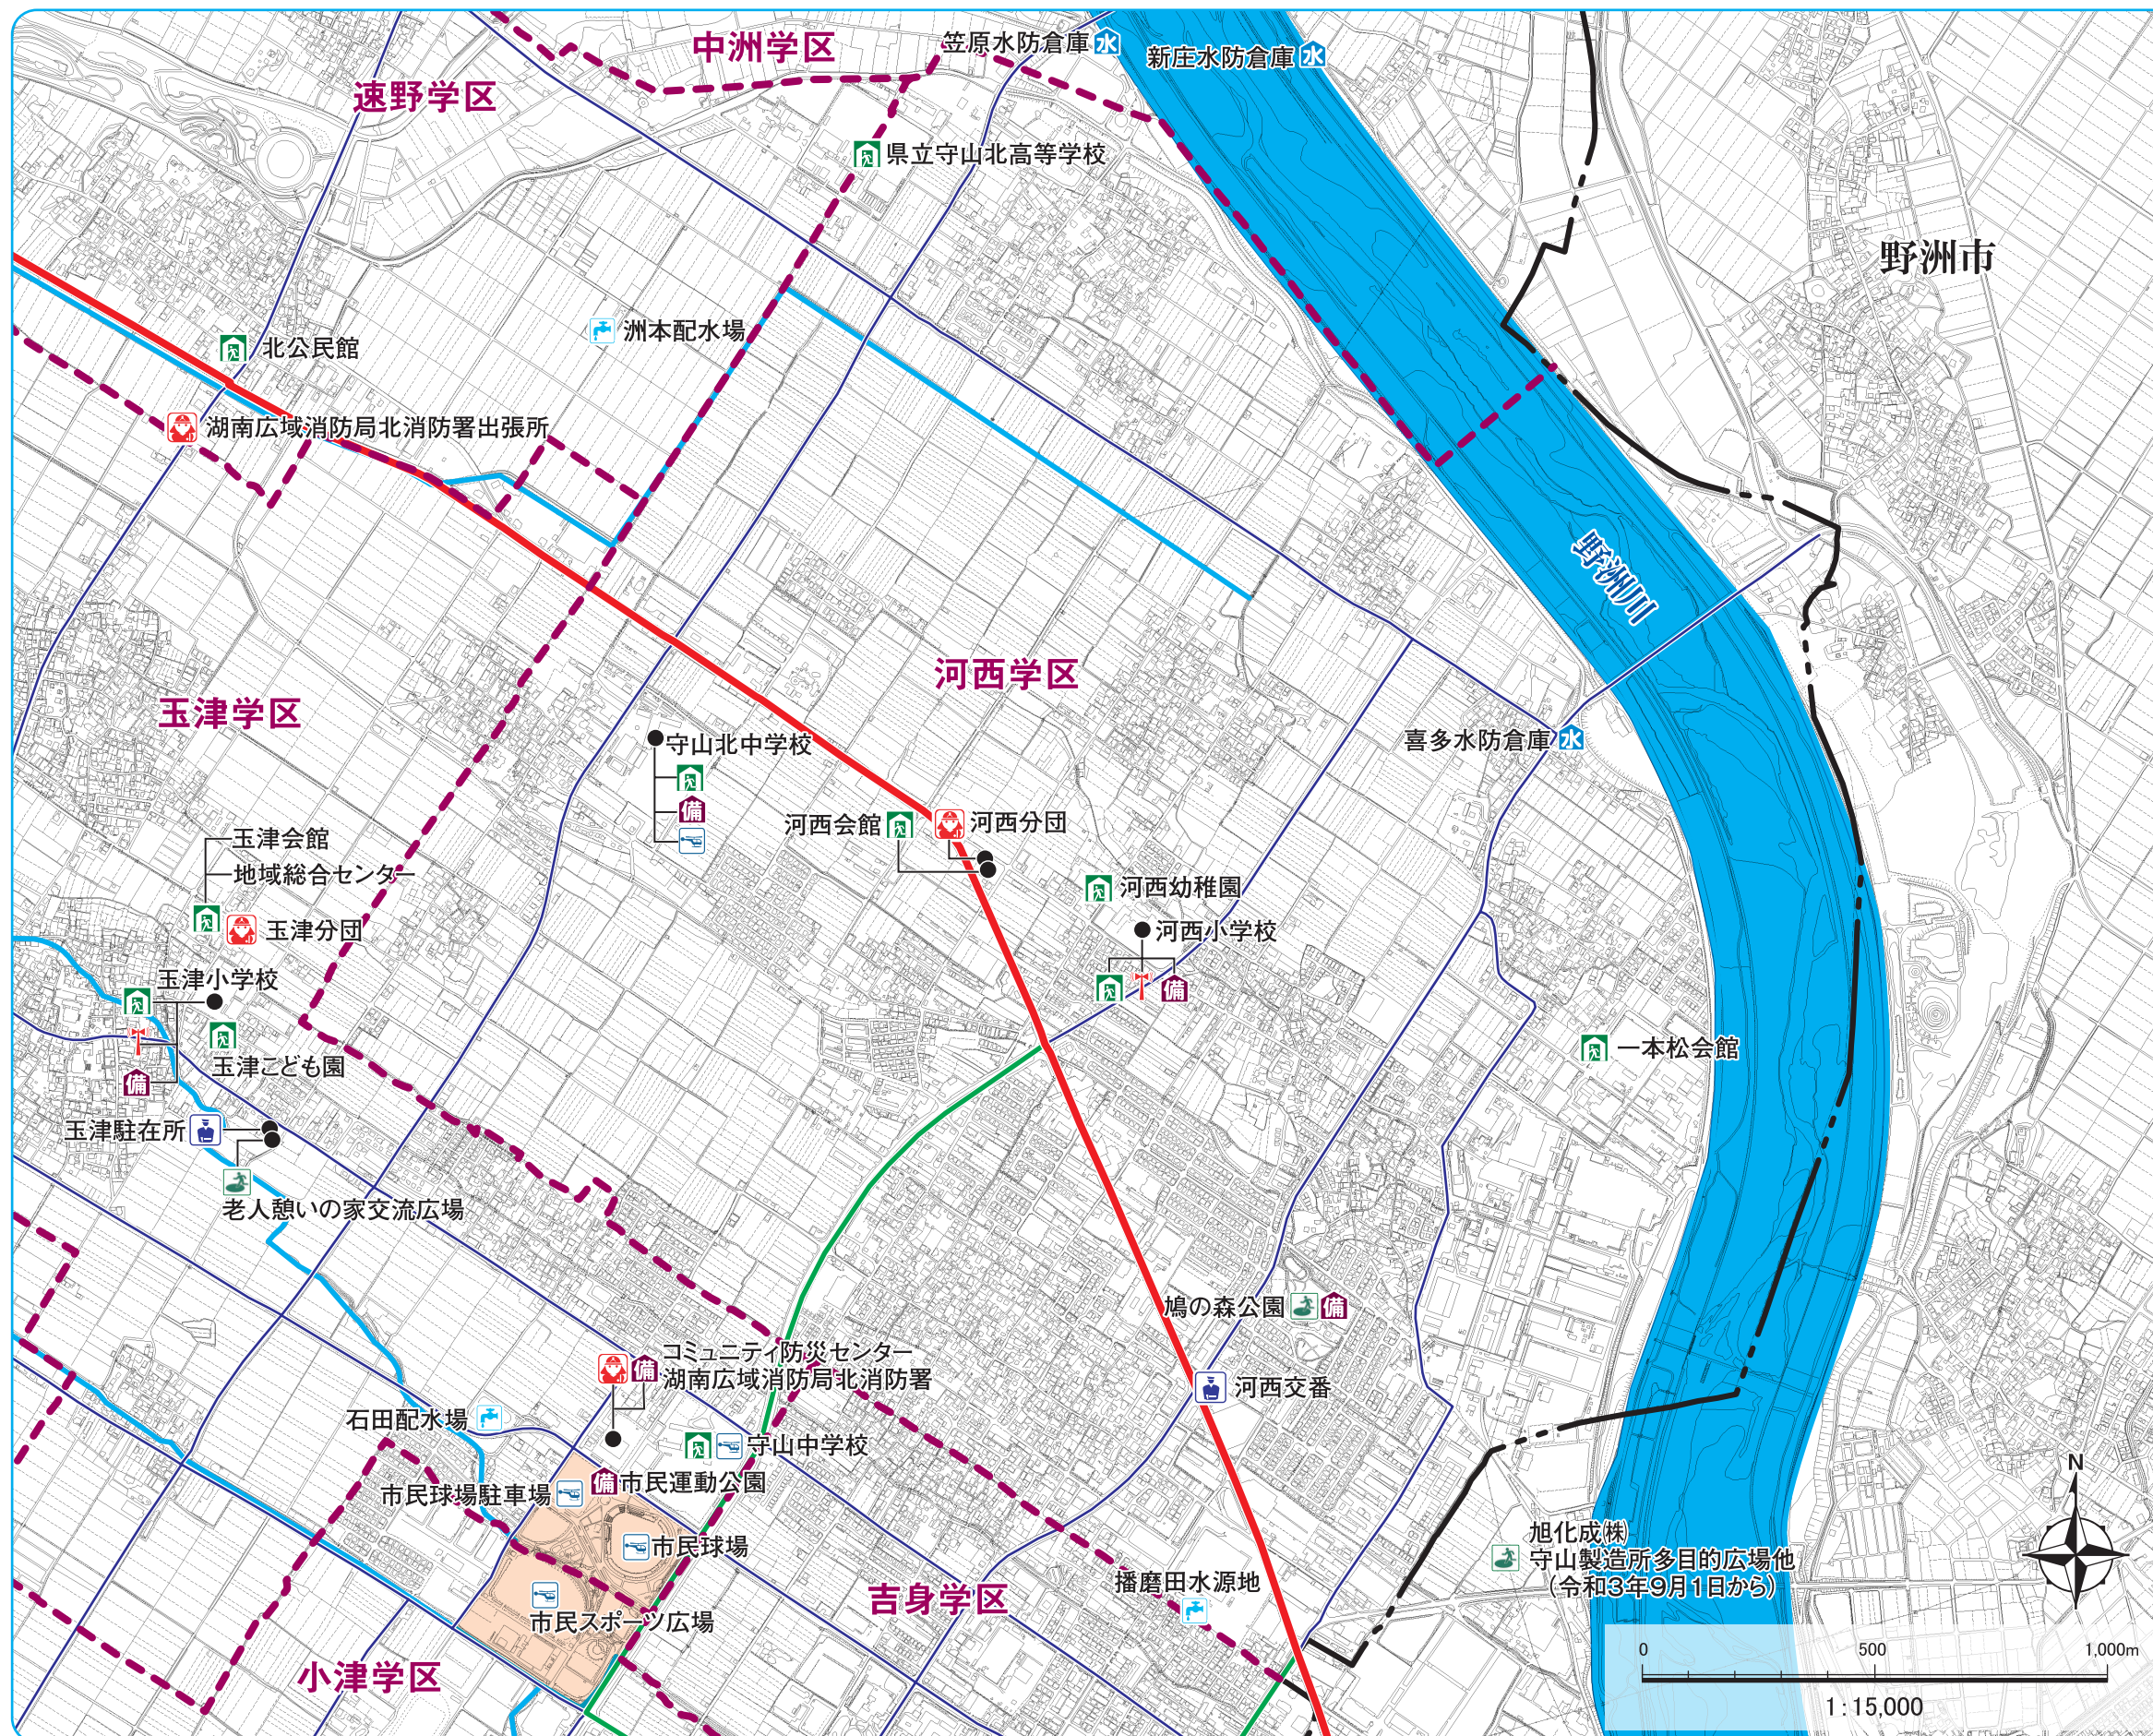 中洲学区
笠原水防倉庫 水
新庄水防倉庫 水
速野学区
県立守山北高等学校
野洲市
洲本配水場
北公民館
湖南広域消防局北消防署出張所
野洲川
河西学区
玉津学区
喜多水防倉庫 水
守山北中学校
備
河西会館
河西分団
玉津会館
地域総合センター
河西幼稚園
玉津分団
河西小学校
備
玉津小学校
一本松会館
玉津こども園
備
玉津駐在所
老人憩いの家交流広場
鳩の森公園 備
備 コミュニティ防災センター
湖南広域消防局北消防署
河西交番
石田配水場
守山中学校
備 市民運動公園
市民球場駐車場
市民球場
旭化成㈱
守山製造所多目的広場他
（令和3年9月1日から）
播磨田水源地
吉身学区
市民スポーツ広場
小津学区
N
0 500 1,000m
1：15,000